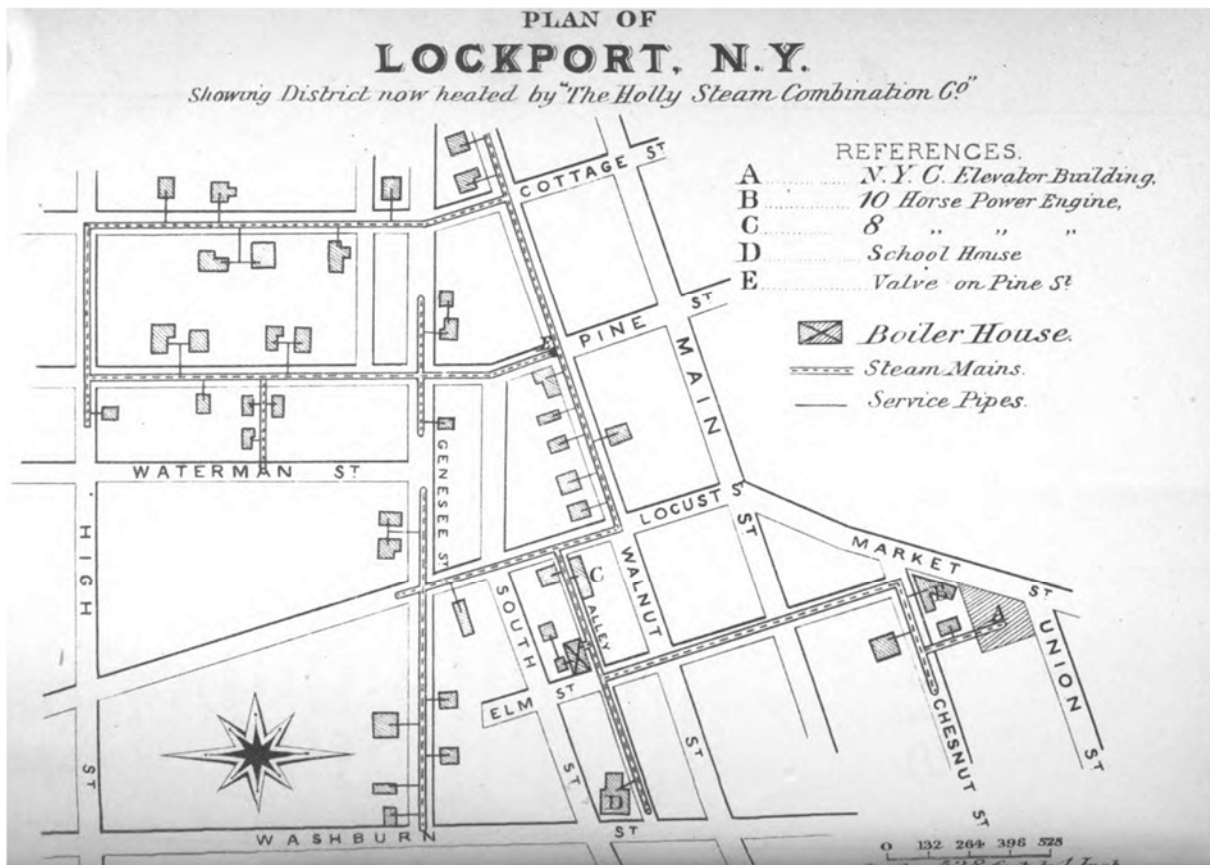 PLAN OF
LOCKPORT, N.Y.
Showing District now heated by "The Holly Steam Combination Cº"
REFERENCES.
A ............ N.Y.C. Elevator Building.
B ............ 10 Horse Power Engine,
C ............ 8 " " "
D ............ School House
E ............ Valve on Pine St
Boiler House.
Steam Mains.
Service Pipes.
COTTAGE ST
PINE ST
MAIN ST
E
WATERMAN ST
GENESEE ST
LOCUST St
HIGH ST
WALNUT ST
MARKET ST
C
ALLEY
SOUTH ST
A
UNION ST
ELM ST
CHESNUT ST
D
WASHBURN ST
0 132 264 396 528